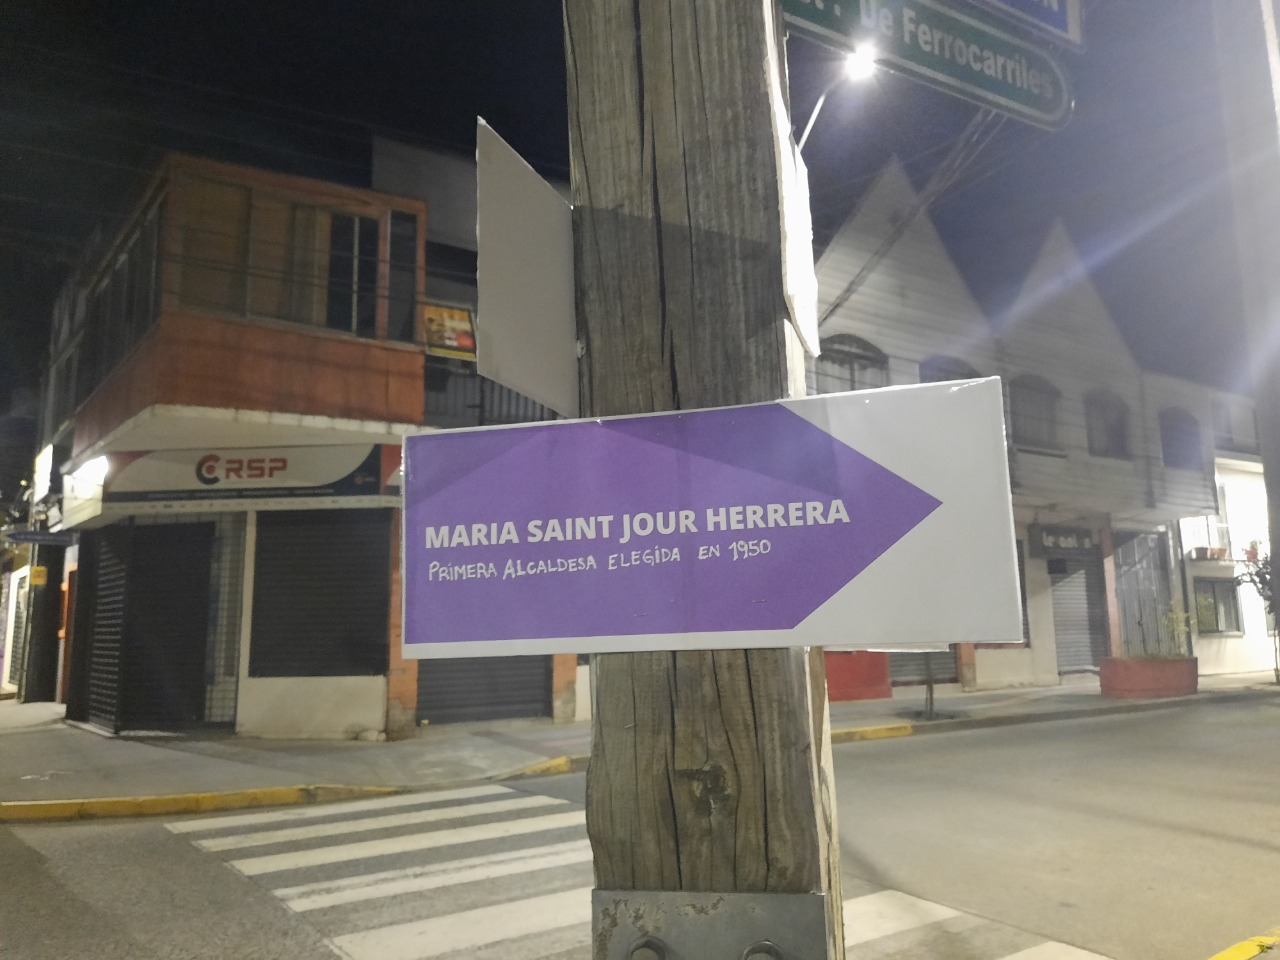 De Ferrocarriles
CRSP
MARIA SAINT JOUR HERRERA
PRIMERA ALCALDESA ELEGIDA EN 1950